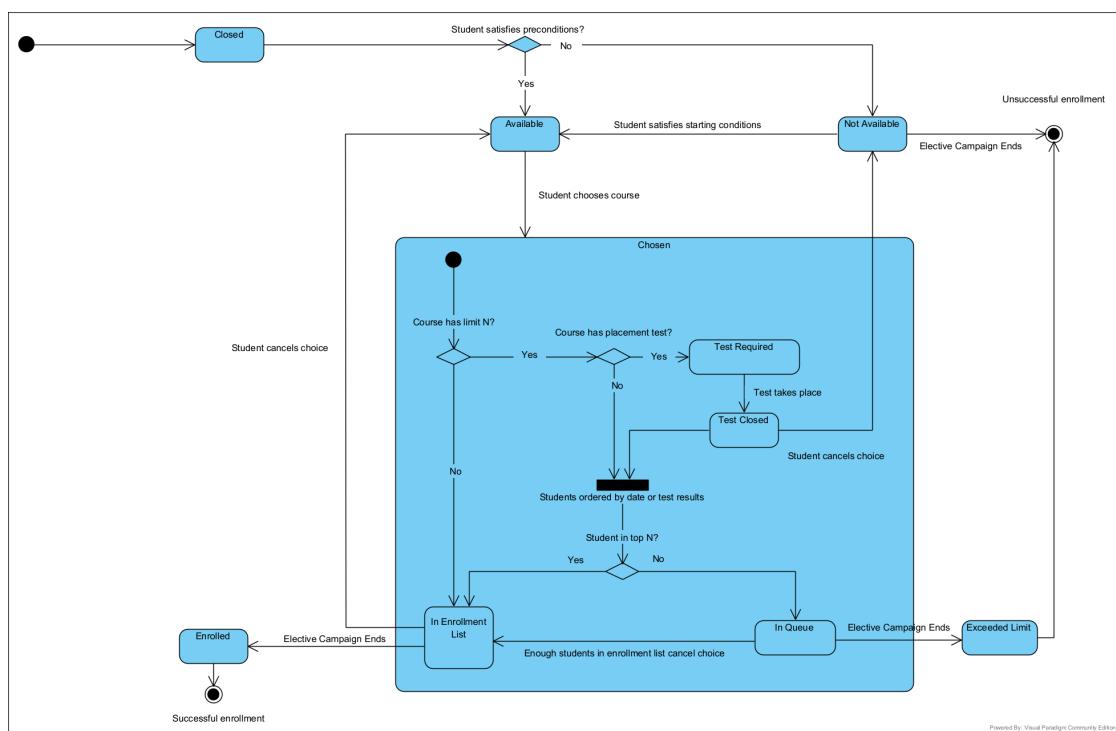 Student satisfies preconditions?
Closed
No
Yes
Unsuccessful enrollment
Available
Student satisfies starting conditions
Not Available
Elective Campaign Ends
Student chooses course
Chosen
Course has limit N?
Course has placement test?
Student cancels choice
Yes
Yes
Test Required
No
Test takes place
Test Closed
Student cancels choice
No
Students ordered by date or test results
Student in top N?
Yes
No
In Enrollment
List
In Queue
Elective Campaign Ends
Exceeded Limit
Enrolled
Elective Campaign Ends
Enough students in enrollment list cancel choice
Successful enrollment
Powered By: Visual Paradigm Community Edition